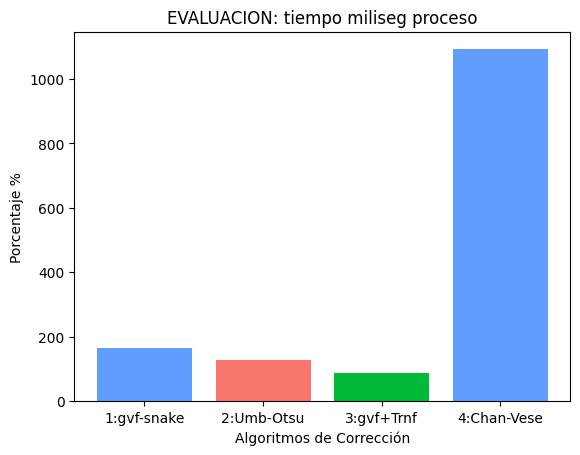 EVALUACION: tiempo miliseg proceso
Porcentaje %
1000
800
600
400
200
0
1:gvf-snake 2:Umb-Otsu 3:gvf+Trnf 4:Chan-Vese
Algoritmos de Corrección